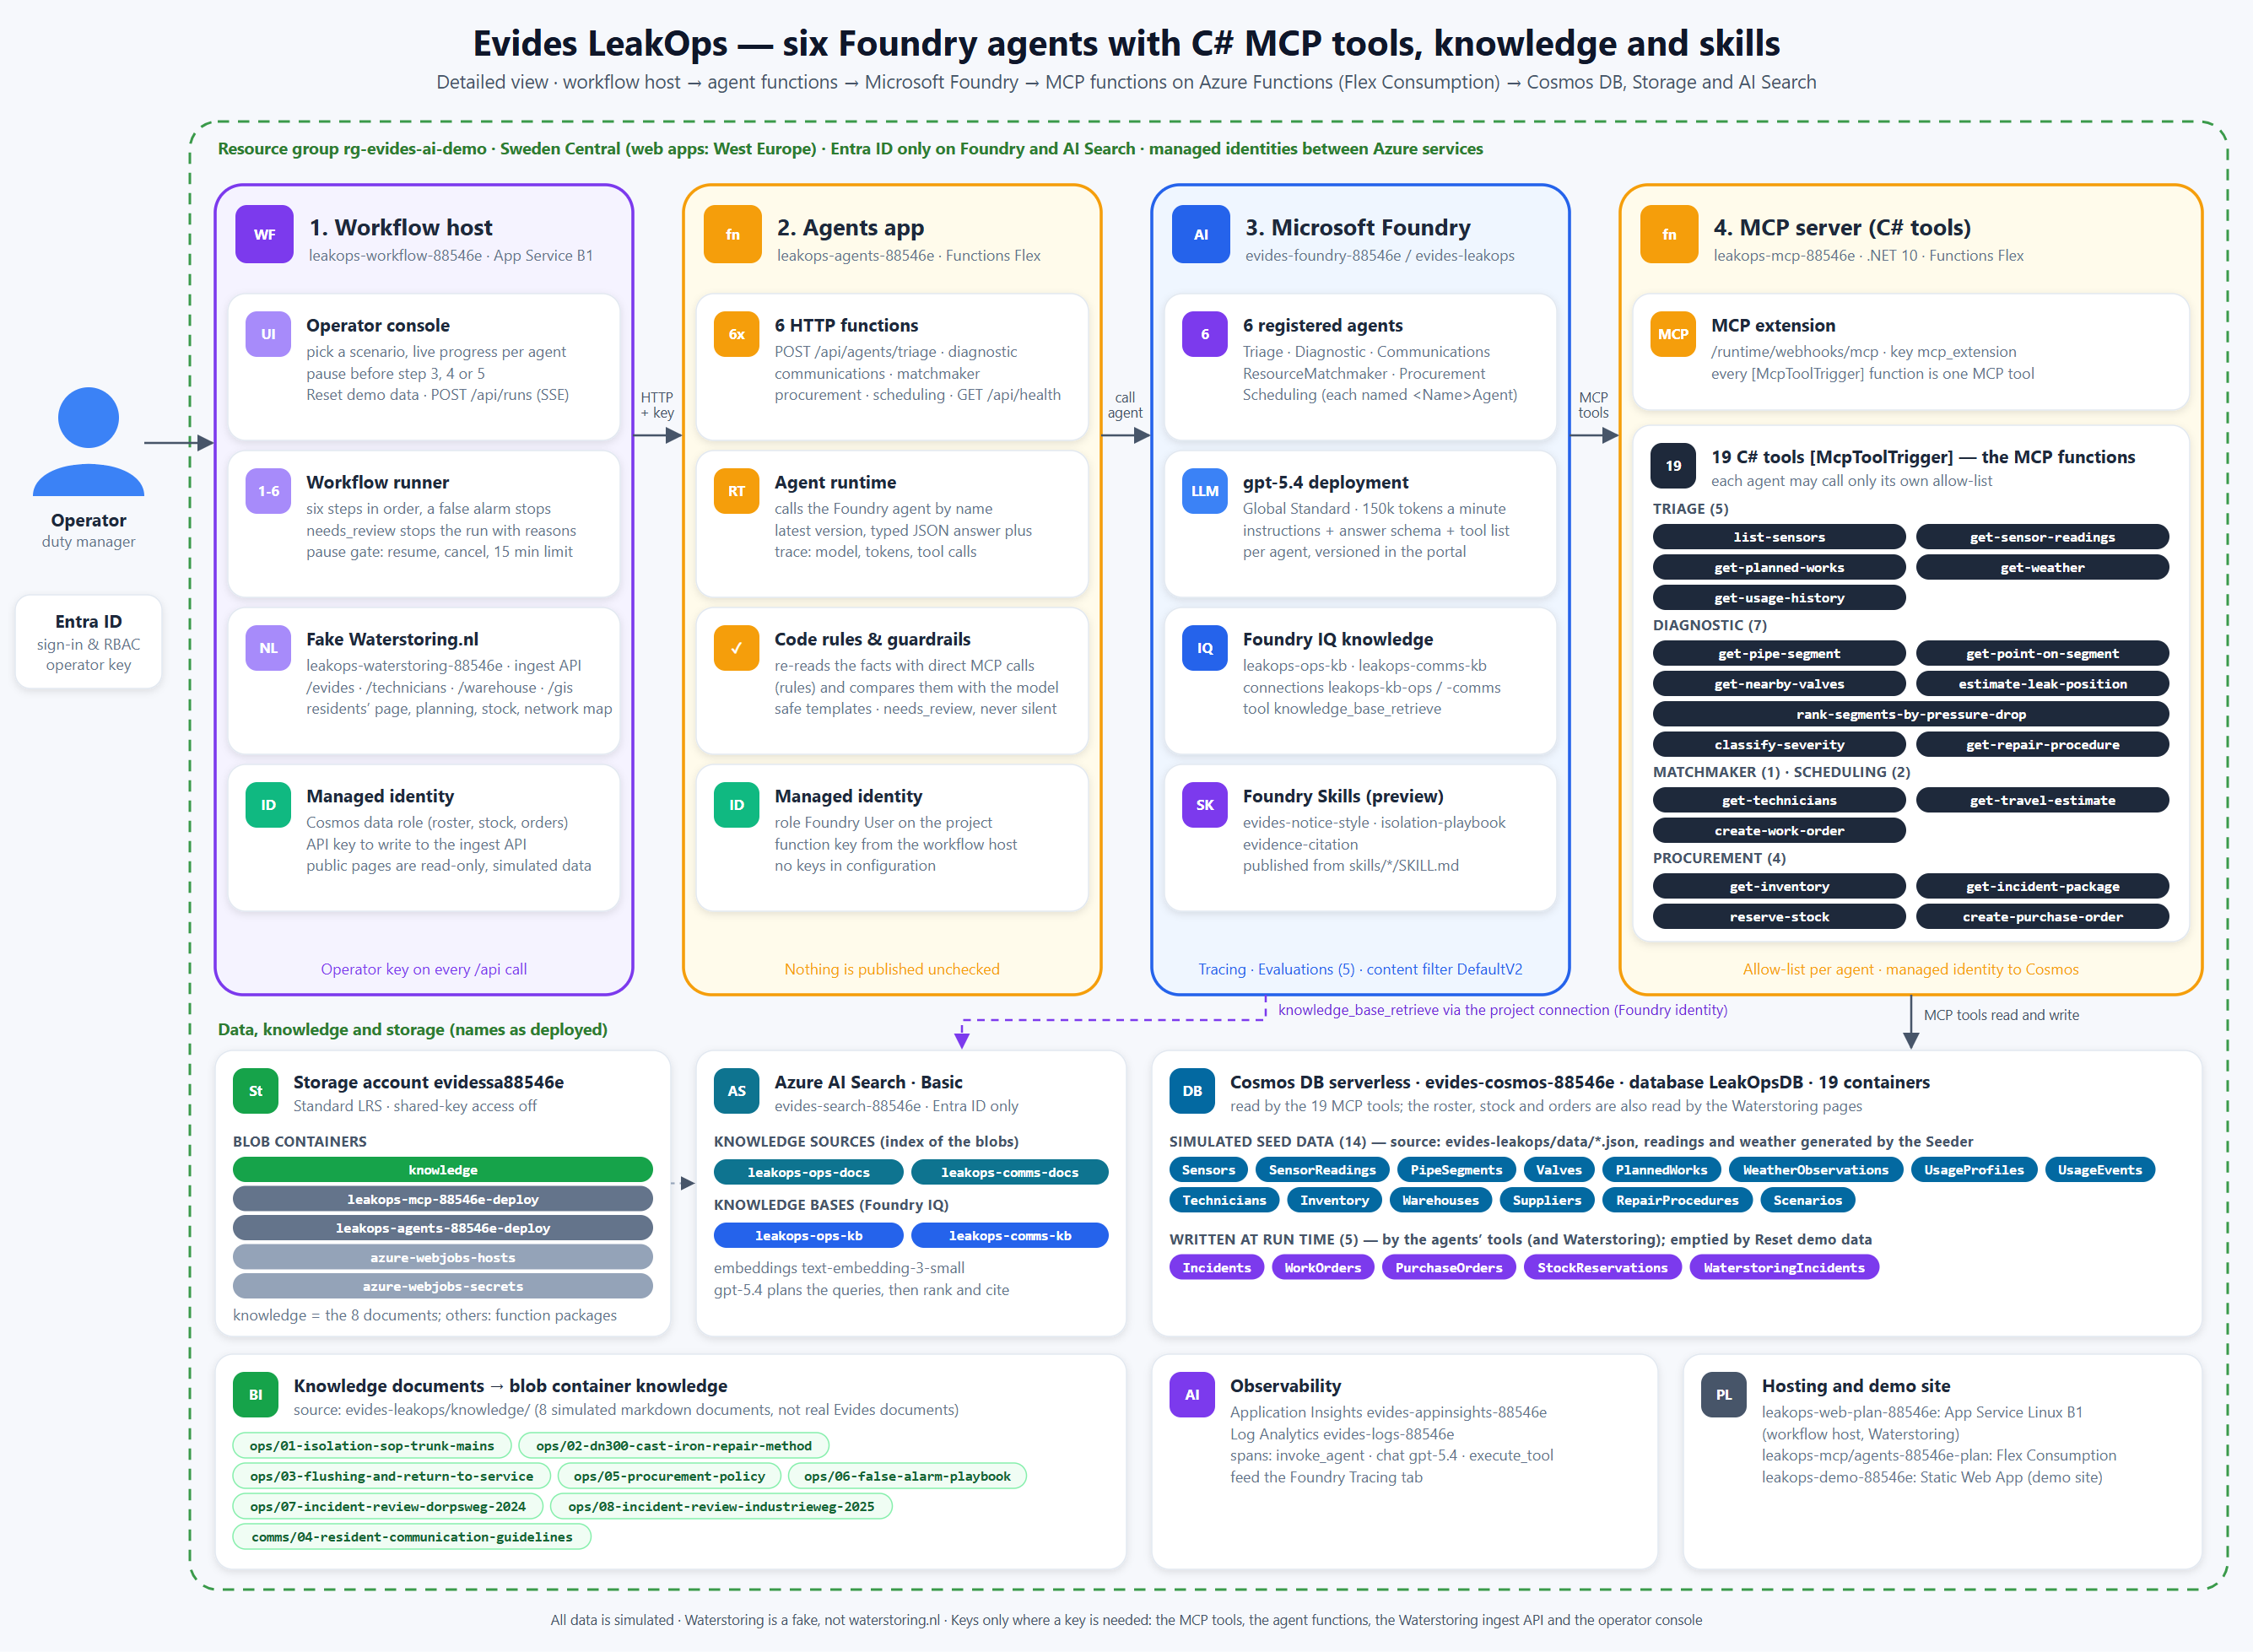 Evides LeakOps — six Foundry agents with C# MCP tools, knowledge and skills
Detailed view · workflow host → agent functions → Microsoft Foundry → MCP functions on Azure Functions (Flex Consumption) → Cosmos DB, Storage and AI Search
Resource group rg-evides-ai-demo · Sweden Central (web apps: West Europe) · Entra ID only on Foundry and AI Search · managed identities between Azure services
Operator
duty manager
Entra ID
sign-in & RBAC
operator key
WF
1. Workflow host
leakops-workflow-88546e · App Service B1
UI
Operator console
pick a scenario, live progress per agent
pause before step 3, 4 or 5
Reset demo data · POST /api/runs (SSE)
1-6
Workflow runner
six steps in order, a false alarm stops
needs_review stops the run with reasons
pause gate: resume, cancel, 15 min limit
NL
Fake Waterstoring.nl
leakops-waterstoring-88546e · ingest API
/evides · /technicians · /warehouse · /gis
residents’ page, planning, stock, network map
ID
Managed identity
Cosmos data role (roster, stock, orders)
API key to write to the ingest API
public pages are read-only, simulated data
Operator key on every /api call
HTTP
+ key
fn
2. Agents app
leakops-agents-88546e · Functions Flex
6x
6 HTTP functions
POST /api/agents/triage · diagnostic
communications · matchmaker
procurement · scheduling · GET /api/health
RT
Agent runtime
calls the Foundry agent by name
latest version, typed JSON answer plus
trace: model, tokens, tool calls
✓
Code rules & guardrails
re-reads the facts with direct MCP calls
(rules) and compares them with the model
safe templates · needs_review, never silent
ID
Managed identity
role Foundry User on the project
function key from the workflow host
no keys in configuration
Nothing is published unchecked
call
agent
AI
3. Microsoft Foundry
evides-foundry-88546e / evides-leakops
6
6 registered agents
Triage · Diagnostic · Communications
ResourceMatchmaker · Procurement
Scheduling (each named <Name>Agent)
LLM
gpt-5.4 deployment
Global Standard · 150k tokens a minute
instructions + answer schema + tool list
per agent, versioned in the portal
IQ
Foundry IQ knowledge
leakops-ops-kb · leakops-comms-kb
connections leakops-kb-ops / -comms
tool knowledge_base_retrieve
SK
Foundry Skills (preview)
evides-notice-style · isolation-playbook
evidence-citation
published from skills/*/SKILL.md
Tracing · Evaluations (5) · content filter DefaultV2
MCP
tools
fn
4. MCP server (C# tools)
leakops-mcp-88546e · .NET 10 · Functions Flex
MCP
MCP extension
/runtime/webhooks/mcp · key mcp_extension
every [McpToolTrigger] function is one MCP tool
19
19 C# tools [McpToolTrigger] — the MCP functions
each agent may call only its own allow-list
TRIAGE (5)
list-sensors
get-sensor-readings
get-planned-works
get-weather
get-usage-history
DIAGNOSTIC (7)
get-pipe-segment
get-point-on-segment
get-nearby-valves
estimate-leak-position
rank-segments-by-pressure-drop
classify-severity
get-repair-procedure
MATCHMAKER (1) · SCHEDULING (2)
get-technicians
get-travel-estimate
create-work-order
PROCUREMENT (4)
get-inventory
get-incident-package
reserve-stock
create-purchase-order
Allow-list per agent · managed identity to Cosmos
knowledge_base_retrieve via the project connection (Foundry identity)
MCP tools read and write
Data, knowledge and storage (names as deployed)
St
Storage account evidessa88546e
Standard LRS · shared-key access off
BLOB CONTAINERS
knowledge
leakops-mcp-88546e-deploy
leakops-agents-88546e-deploy
azure-webjobs-hosts
azure-webjobs-secrets
knowledge = the 8 documents; others: function packages
AS
Azure AI Search · Basic
evides-search-88546e · Entra ID only
KNOWLEDGE SOURCES (index of the blobs)
leakops-ops-docs
leakops-comms-docs
KNOWLEDGE BASES (Foundry IQ)
leakops-ops-kb
leakops-comms-kb
embeddings text-embedding-3-small
gpt-5.4 plans the queries, then rank and cite
DB
Cosmos DB serverless · evides-cosmos-88546e · database LeakOpsDB · 19 containers
read by the 19 MCP tools; the roster, stock and orders are also read by the Waterstoring pages
SIMULATED SEED DATA (14) — source: evides-leakops/data/*.json, readings and weather generated by the Seeder
Sensors SensorReadings PipeSegments Valves PlannedWorks WeatherObservations UsageProfiles UsageEvents
Technicians Inventory Warehouses Suppliers RepairProcedures Scenarios
WRITTEN AT RUN TIME (5) — by the agents’ tools (and Waterstoring); emptied by Reset demo data
Incidents WorkOrders PurchaseOrders StockReservations WaterstoringIncidents
Bl
Knowledge documents → blob container knowledge
source: evides-leakops/knowledge/ (8 simulated markdown documents, not real Evides documents)
ops/01-isolation-sop-trunk-mains ops/02-dn300-cast-iron-repair-method
ops/03-flushing-and-return-to-service ops/05-procurement-policy ops/06-false-alarm-playbook
ops/07-incident-review-dorpsweg-2024 ops/08-incident-review-industrieweg-2025
comms/04-resident-communication-guidelines
AI
Observability
Application Insights evides-appinsights-88546e
Log Analytics evides-logs-88546e
spans: invoke_agent · chat gpt-5.4 · execute_tool
feed the Foundry Tracing tab
PL
Hosting and demo site
leakops-web-plan-88546e: App Service Linux B1
(workflow host, Waterstoring)
leakops-mcp/agents-88546e-plan: Flex Consumption
leakops-demo-88546e: Static Web App (demo site)
All data is simulated · Waterstoring is a fake, not waterstoring.nl · Keys only where a key is needed: the MCP tools, the agent functions, the Waterstoring ingest API and the operator console